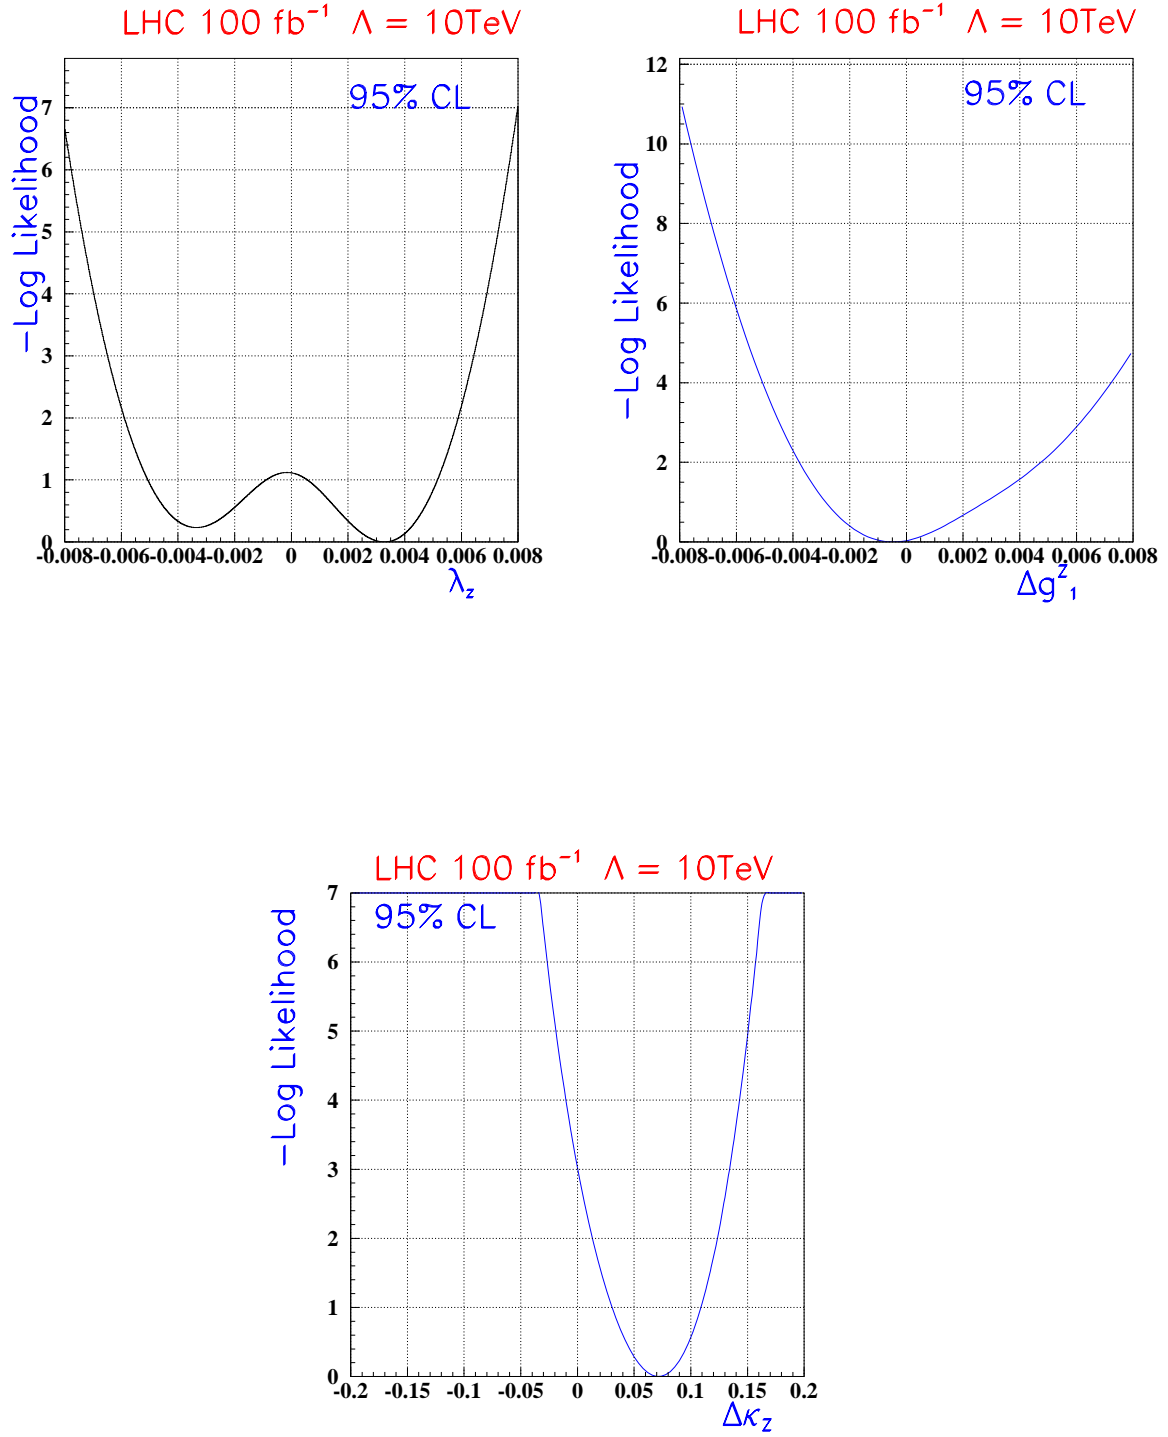 LHC 100 fb⁻¹ Λ = 10TeV
95% CL
−Log Likelihood
7
6
5
4
3
2
1
0
-0.008 -0.006 -0.004 -0.002 0 0.002 0.004 0.006 0.008
λ_z
LHC 100 fb⁻¹ Λ = 10TeV
95% CL
−Log Likelihood
12
10
8
6
4
2
0
-0.008 -0.006 -0.004 -0.002 0 0.002 0.004 0.006 0.008
Δg^z_1
LHC 100 fb⁻¹ Λ = 10TeV
95% CL
−Log Likelihood
7
6
5
4
3
2
1
0
-0.2 -0.15 -0.1 -0.05 0 0.05 0.1 0.15 0.2
Δκ_z